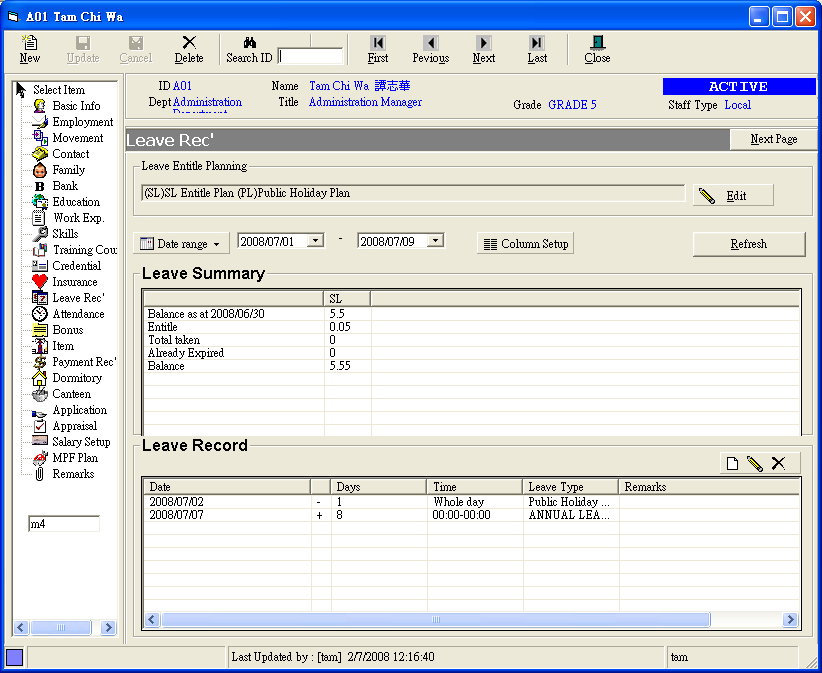 A01 Tam Chi Wa
New Update Cancel Delete Search ID First Pevious Next Last Close
Select Item
Basic Info
Employment
Movement
Contact
Family
Bank
Education
Work Exp.
Skills
Training Cou
Credential
Insurance
Leave Rec'
Attendance
Bonus
Item
Payment Rec'
Dormitory
Canteen
Application
Appraisal
Salary Setup
MPF Plan
Remarks
m4
ID A01 Name Tam Chi Wa 譚志華 ACTIVE
Dept Administration Title Administration Manager Grade GRADE 5 Staff Type Local
Leave Rec' Next Page
Leave Entitle Planning
(SL)SL Entitle Plan (PL)Public Holiday Plan Edit
Date range 2008/07/01 - 2008/07/09 Column Setup Refresh
Leave Summary
SL
Balance as at 2008/06/30 5.5
Entitle 0.05
Total taken 0
Already Expired 0
Balance 5.55
Leave Record
Date Days Time Leave Type Remarks
2008/07/02 - 1 Whole day Public Holiday ...
2008/07/07 + 8 00:00-00:00 ANNUAL LEA...
Last Updated by : [tam] 2/7/2008 12:16:40 tam